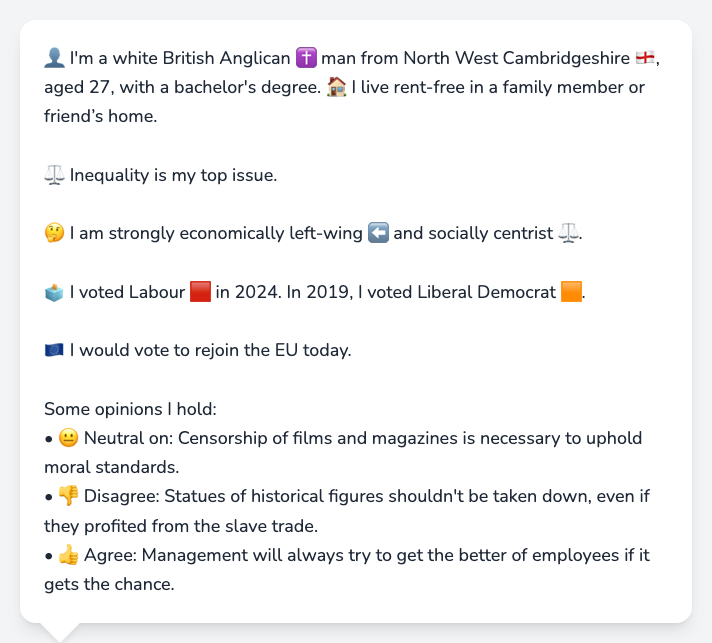 👤 I'm a white British Anglican ✝️ man from North West Cambridgeshire 🏴󠁧󠁢󠁥󠁮󠁧󠁿,
aged 27, with a bachelor's degree. 🏠 I live rent-free in a family member or
friend’s home.
⚖️ Inequality is my top issue.
🤔 I am strongly economically left-wing ⬅️ and socially centrist ⚖️.
🗳️ I voted Labour 🟥 in 2024. In 2019, I voted Liberal Democrat 🟧.
🇪🇺 I would vote to rejoin the EU today.
Some opinions I hold:
• 😐 Neutral on: Censorship of films and magazines is necessary to uphold
moral standards.
• 👎 Disagree: Statues of historical figures shouldn't be taken down, even if
they profited from the slave trade.
• 👍 Agree: Management will always try to get the better of employees if it
gets the chance.